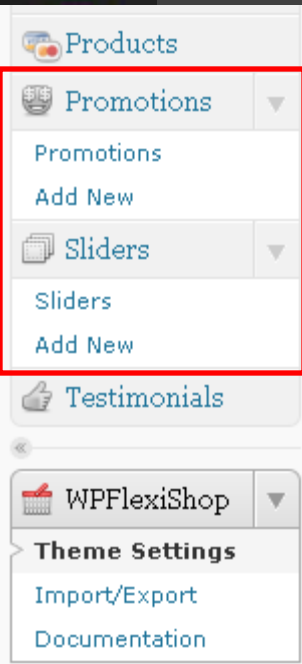 Products
Promotions
Promotions
Add New
Sliders
Sliders
Add New
Testimonials
WPFlexiShop
Theme Settings
Import/Export
Documentation